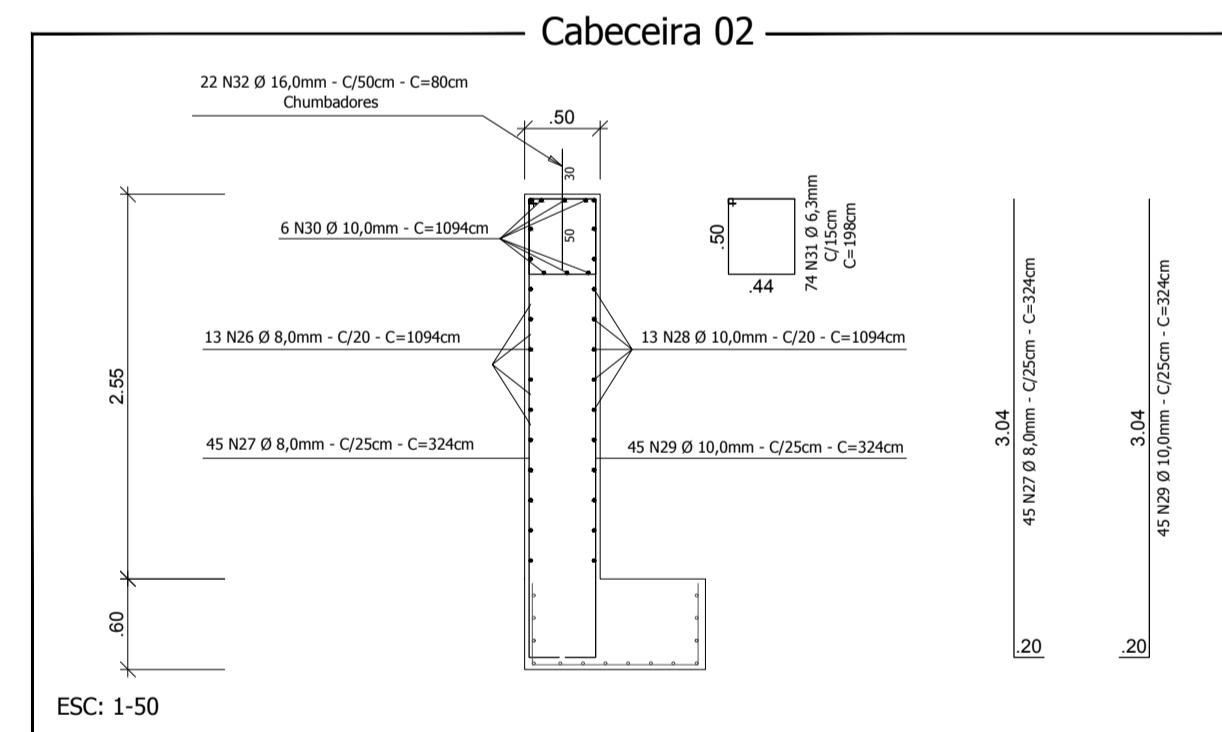 Cabeceira 02
22 N32 Ø 16,0mm - C/50cm - C=80cm
Chumbadores
.50
30
50
6 N30 Ø 10,0mm - C=1094cm
.50
.44
74 N31 Ø 6,3mm
C/15cm
C=198cm
13 N26 Ø 8,0mm - C/20 - C=1094cm
13 N28 Ø 10,0mm - C/20 - C=1094cm
2.55
45 N27 Ø 8,0mm - C/25cm - C=324cm
45 N29 Ø 10,0mm - C/25cm - C=324cm
3.04
45 N27 Ø 8,0mm - C/25cm - C=324cm
.20
3.04
45 N29 Ø 10,0mm - C/25cm - C=324cm
.20
.60
ESC: 1-50